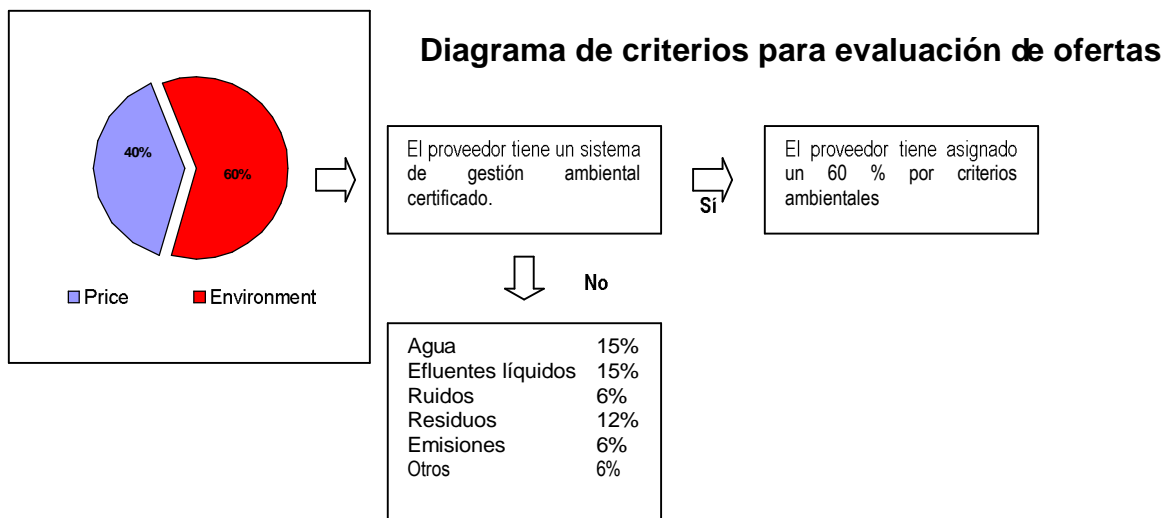 Diagrama de criterios para evaluación de ofertas
40%
60%
Price
Environment
El proveedor tiene un sistema
de gestión ambiental
certificado.
Sí
El proveedor tiene asignado
un 60 % por criterios
ambientales
No
Agua 15%
Efluentes líquidos 15%
Ruidos 6%
Residuos 12%
Emisiones 6%
Otros 6%